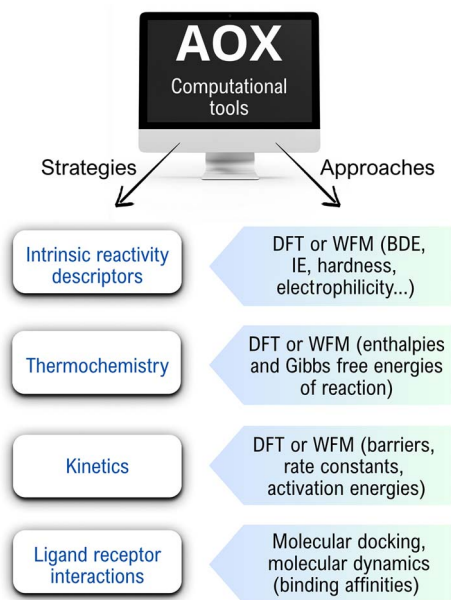 AOX
Computational
tools
Strategies
Approaches
Intrinsic reactivity
descriptors
DFT or WFM (BDE,
IE, hardness,
electrophilicity...)
Thermochemistry
DFT or WFM (enthalpies
and Gibbs free energies
of reaction)
Kinetics
DFT or WFM (barriers,
rate constants,
activation energies)
Ligand receptor
interactions
Molecular docking,
molecular dynamics
(binding affinities)